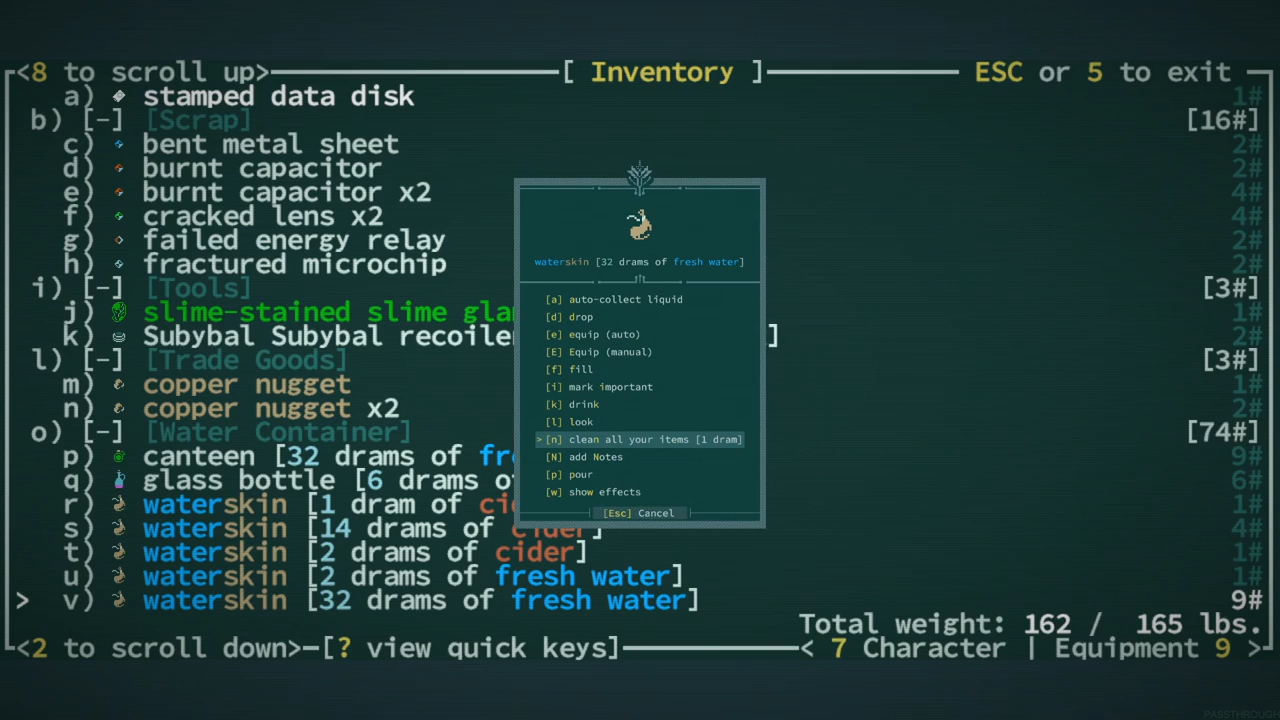 <8 to scroll up> [ Inventory ] ESC or 5 to exit
a) stamped data disk 1#
b) [-] [Scrap] [16#]
c) bent metal sheet 2#
d) burnt capacitor 2#
e) burnt capacitor x2 4#
f) cracked lens x2 4#
g) failed energy relay 2#
h) fractured microchip 2#
i) [-] [Tools] [3#]
j) slime-stained slime gla 1#
k) Subybal Subybal recoile ] 2#
l) [-] [Trade Goods] [3#]
m) copper nugget 1#
n) copper nugget x2 2#
o) [-] [Water Container] [74#]
p) canteen [32 drams of fre 9#
q) glass bottle [6 drams of 6#
r) waterskin [1 dram of cid 1#
s) waterskin [14 drams of cider] 4#
t) waterskin [2 drams of cider] 1#
u) waterskin [2 drams of fresh water] 1#
> v) waterskin [32 drams of fresh water] 9#
Total weight: 162 / 165 lbs.
<2 to scroll down> [? view quick keys] < 7 Character | Equipment 9 >
waterskin [32 drams of fresh water]
[a] auto-collect liquid
[d] drop
[e] equip (auto)
[E] Equip (manual)
[f] fill
[i] mark important
[k] drink
[l] look
> [n] clean all your items [1 dram]
[N] add Notes
[p] pour
[w] show effects
[Esc] Cancel
PASSTHROUGH